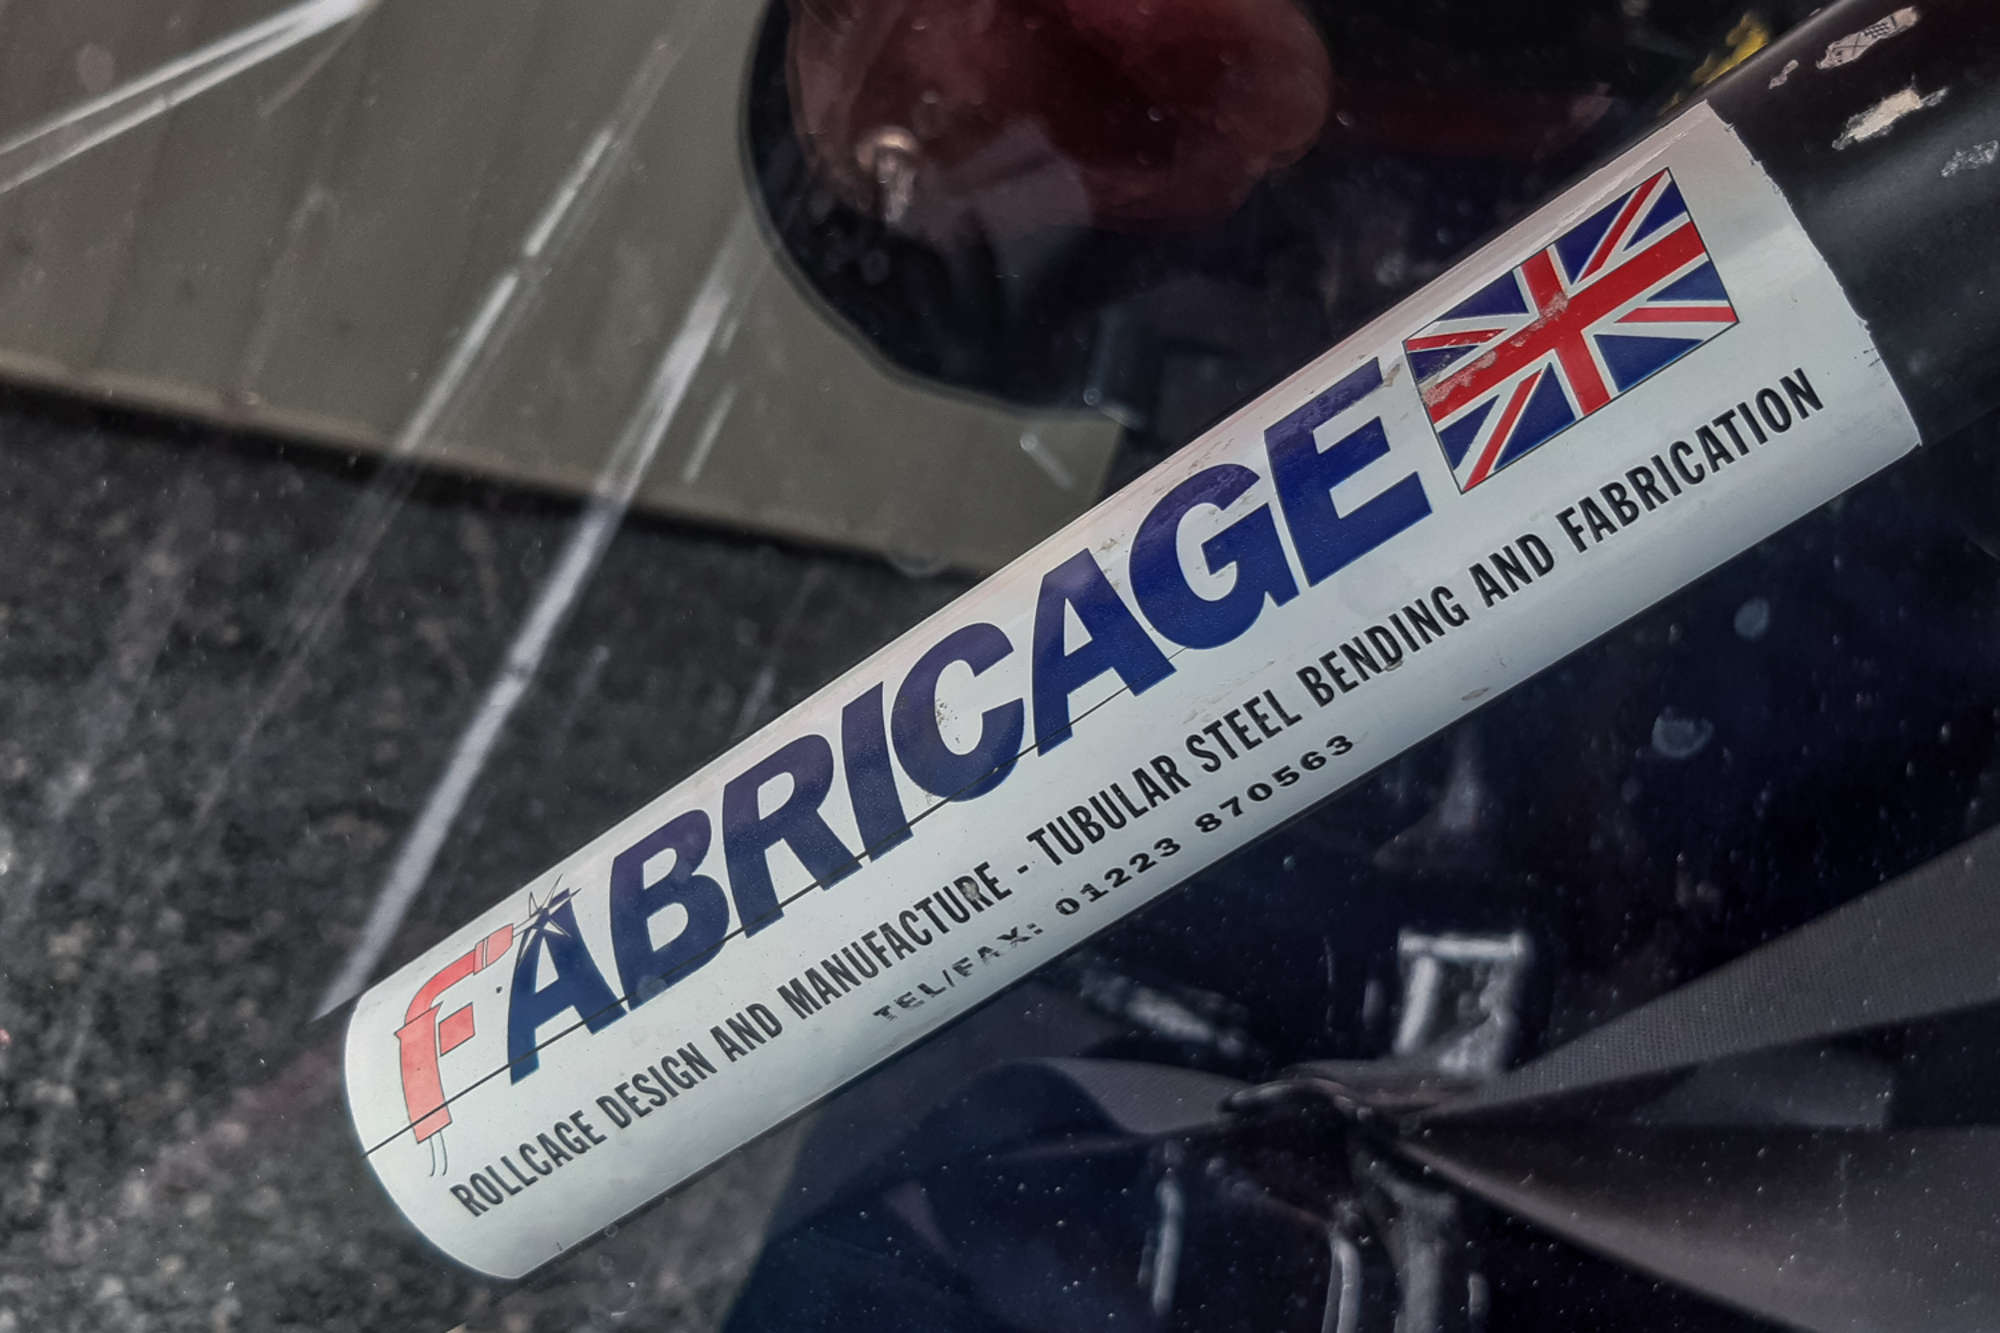 FABRICAGE
ROLLCAGE DESIGN AND MANUFACTURE - TUBULAR STEEL BENDING AND FABRICATION
TEL/FAX: 01223 870563